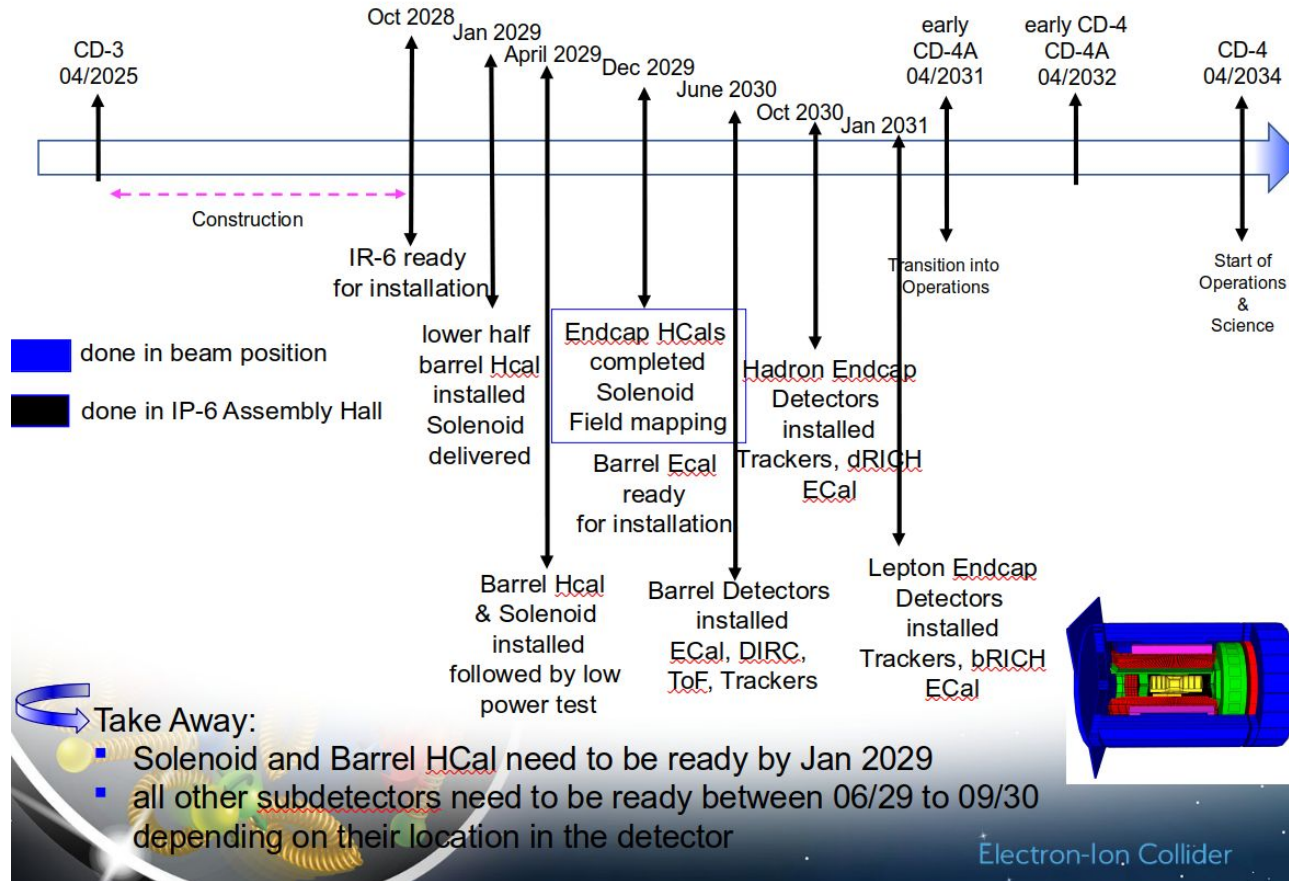 CD-3
04/2025
Oct 2028
Jan 2029
April 2029
Dec 2029
June 2030
Oct 2030
Jan 2031
early
CD-4A
04/2031
early CD-4
CD-4A
04/2032
CD-4
04/2034
Construction
IR-6 ready
for installation
lower half
barrel Hcal
installed
Solenoid
delivered
Barrel Hcal
& Solenoid
installed
followed by low
power test
Endcap HCals
completed
Solenoid
Field mapping
Barrel Ecal
ready
for installation
Barrel Detectors
installed
ECal, DIRC,
ToF, Trackers
Hadron Endcap
Detectors
installed
Trackers, dRICH
ECal
Lepton Endcap
Detectors
installed
Trackers, bRICH
ECal
Transition into
Operations
Start of
Operations
&
Science
done in beam position
done in IP-6 Assembly Hall
Take Away:
Solenoid and Barrel HCal need to be ready by Jan 2029
all other subdetectors need to be ready between 06/29 to 09/30
depending on their location in the detector
Electron-Ion Collider